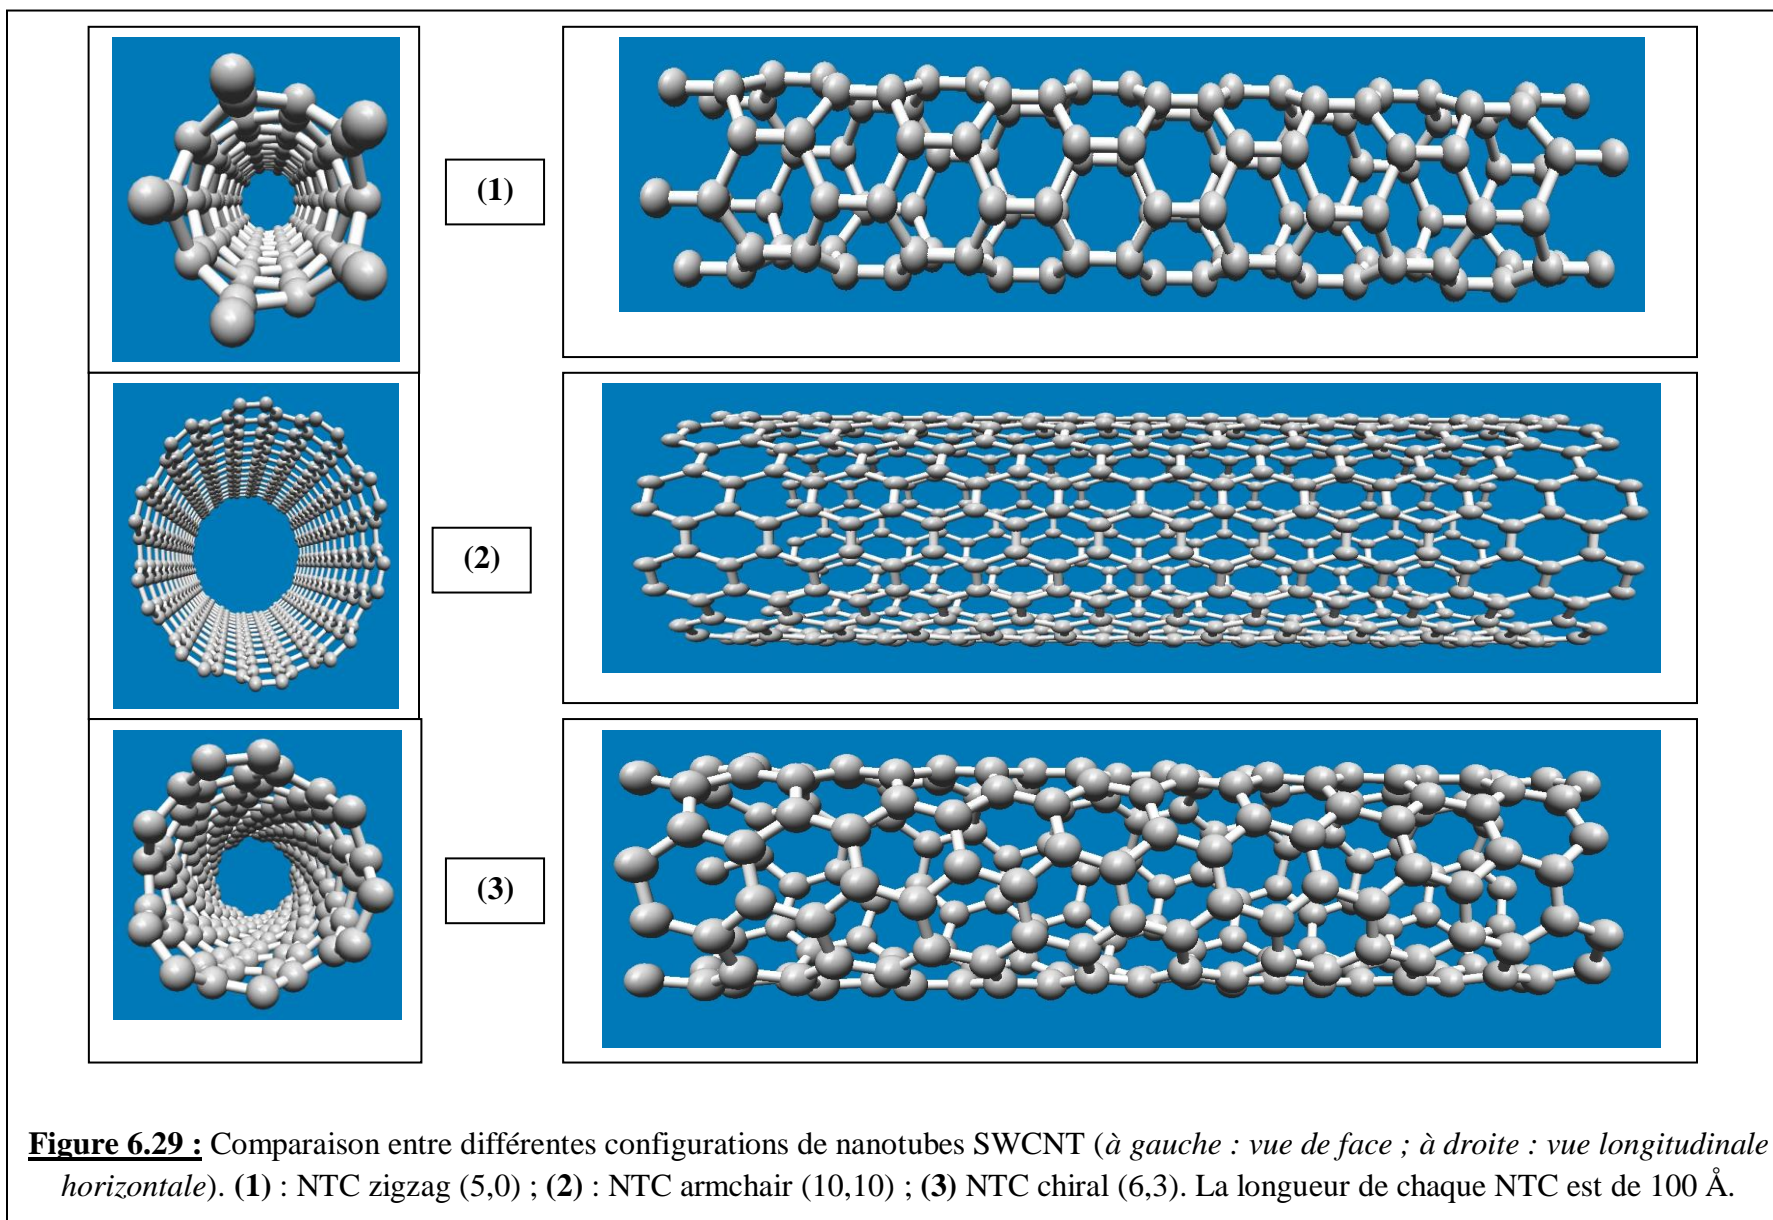 (1)
(2)
(3)
Figure 6.29 : Comparaison entre différentes configurations de nanotubes SWCNT (à gauche : vue de face ; à droite : vue longitudinale
horizontale). (1) : NTC zigzag (5,0) ; (2) : NTC armchair (10,10) ; (3) NTC chiral (6,3). La longueur de chaque NTC est de 100 Å.